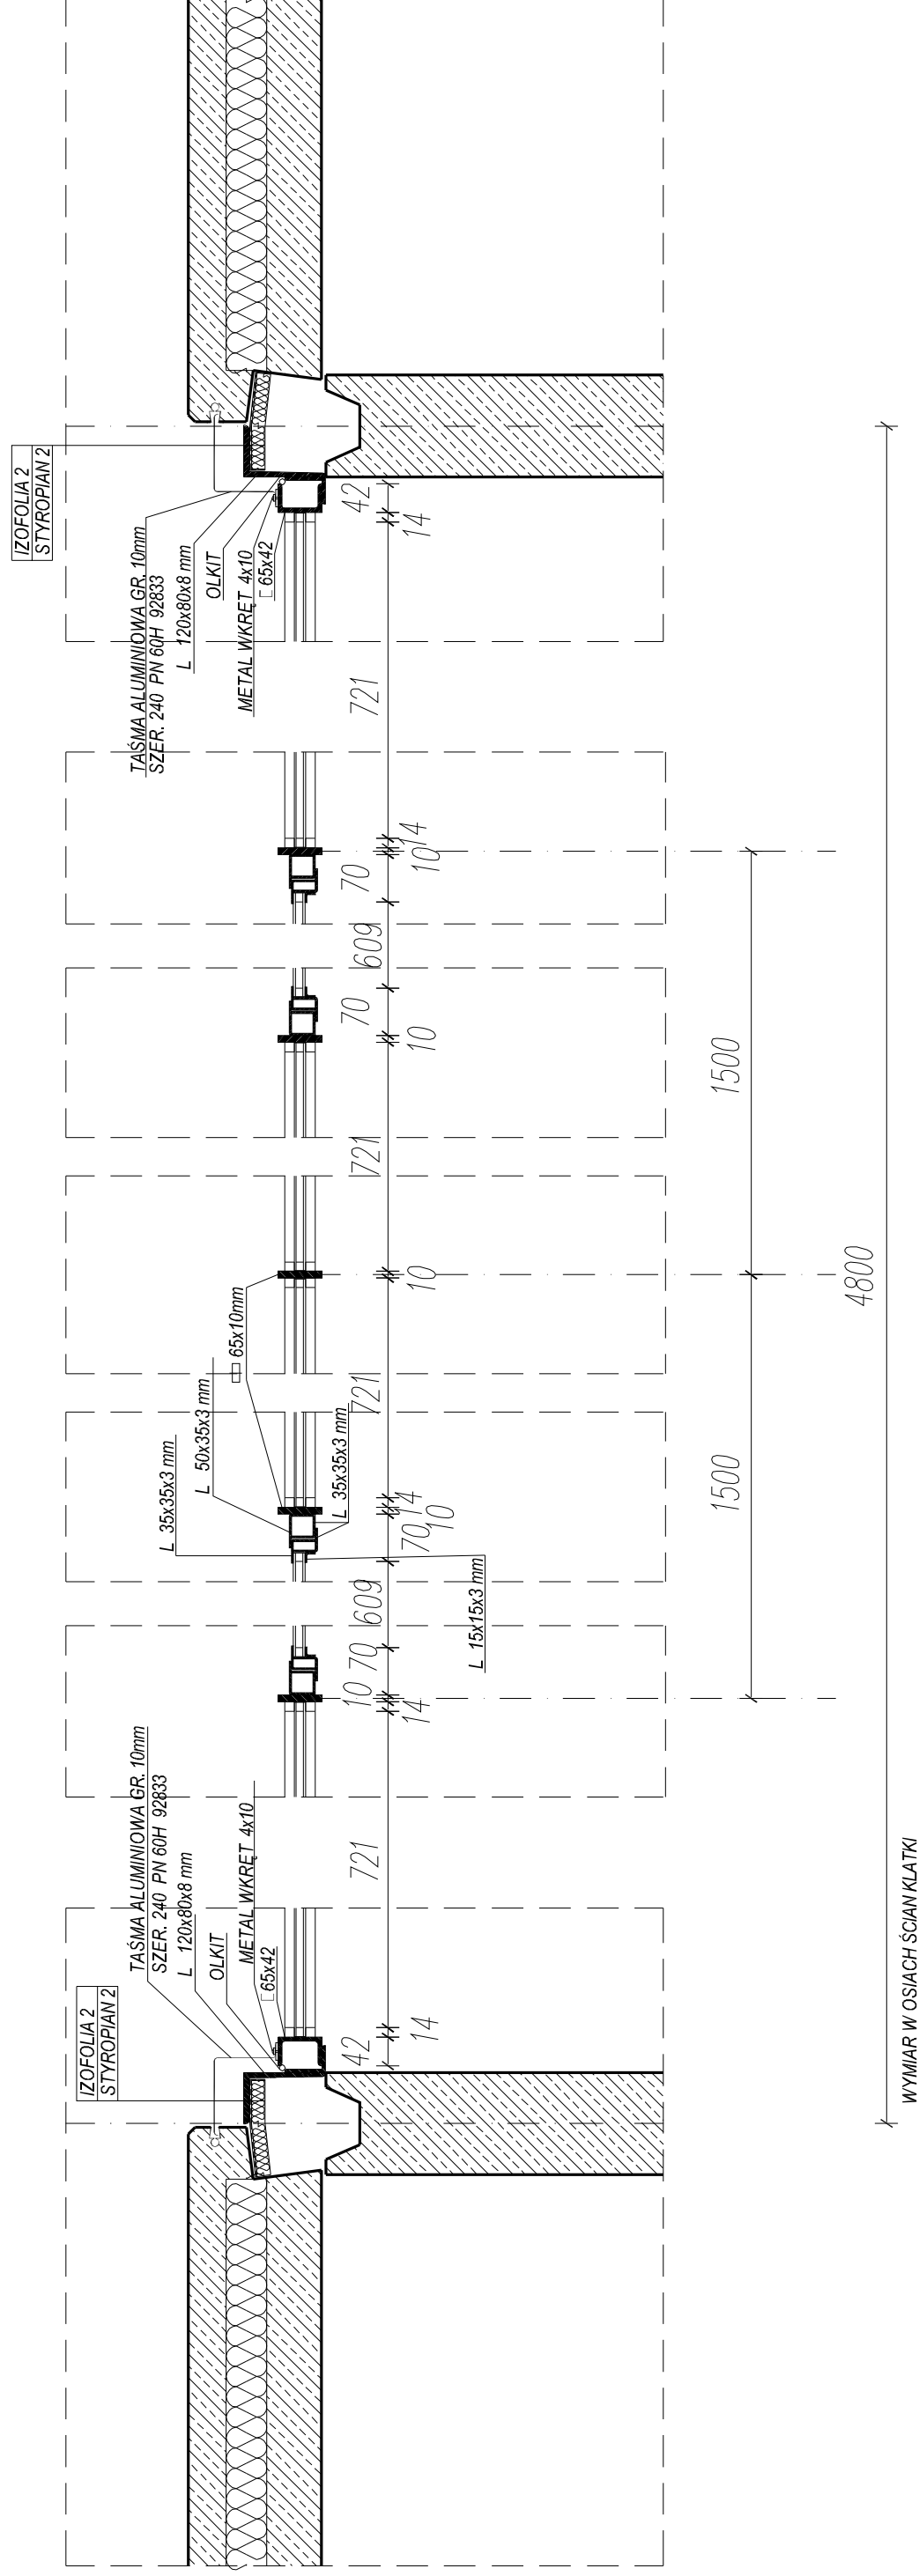 IZOFOLIA 2
STYROPIAN 2
TAŚMA ALUMINIOWA GR. 10mm
SZER. 240 PN 60H 92833
L 120x80x8 mm
OLKIT
METAL WKRĘT 4x10
65x42
42
14
721
14
10
70
609
70
10
721
10
721
14
10
70
609
70
10
14
721
14
42
L 35x35x3 mm
L 50x35x3 mm
65x10mm
L 35x35x3 mm
L 15x15x3 mm
IZOFOLIA 2
STYROPIAN 2
TAŚMA ALUMINIOWA GR. 10mm
SZER. 240 PN 60H 92833
L 120x80x8 mm
OLKIT
METAL WKRĘT 4x10
65x42
1500
1500
4800
WYMIAR W OSIACH ŚCIAN KLATKI